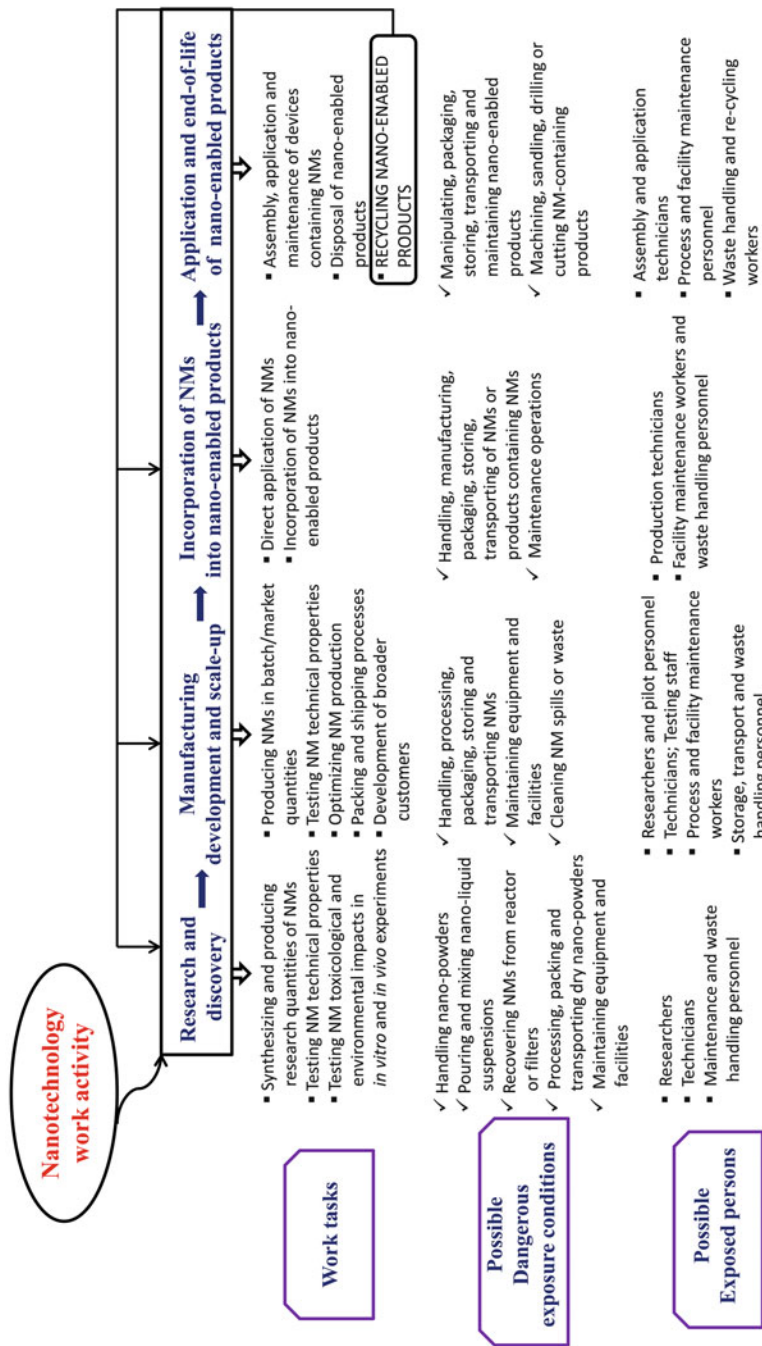 Nanotechnology
work activity
Research and
discovery
Manufacturing
development and scale-up
Incorporation of NMs
into nano-enabled products
Application and end-of-life
of nano-enabled products
Work tasks
▪ Synthesizing and producing
research quantities of NMs
▪ Testing NM technical properties
▪ Testing NM toxicological and
environmental impacts in
in vitro and in vivo experiments
▪ Producing NMs in batch/market
quantities
▪ Testing NM technical properties
▪ Optimizing NM production
▪ Packing and shipping processes
▪ Development of broader
customers
▪ Direct application of NMs
▪ Incorporation of NMs into nano-
enabled products
▪ Assembly, application and
maintenance of devices
containing NMs
▪ Disposal of nano-enabled
products
▪ RECYCLING NANO-ENABLED
PRODUCTS
Possible
Dangerous
exposure conditions
✓ Handling nano-powders
✓ Pouring and mixing nano-liquid
suspensions
✓ Recovering NMs from reactor
or filters
✓ Processing, packing and
transporting dry nano-powders
✓ Maintaining equipment and
facilities
✓ Handling, processing,
packaging, storing and
transporting NMs
✓ Maintaining equipment and
facilities
✓ Cleaning NM spills or waste
✓ Handling, manufacturing,
packaging, storing,
transporting of NMs or
products containing NMs
✓ Maintenance operations
✓ Manipulating, packaging,
storing, transporting and
maintaining nano-enabled
products
✓ Machining, sandling, drilling or
cutting NM-containing
products
Possible
Exposed persons
▪ Researchers
▪ Technicians
▪ Maintenance and waste
handling personnel
▪ Researchers and pilot personnel
▪ Technicians; Testing staff
▪ Process and facility maintenance
workers
▪ Storage, transport and waste
handling personnel
▪ Production technicians
▪ Facility maintenance workers and
waste handling personnel
▪ Assembly and application
technicians
▪ Process and facility maintenance
personnel
▪ Waste handling and re-cycling
workers